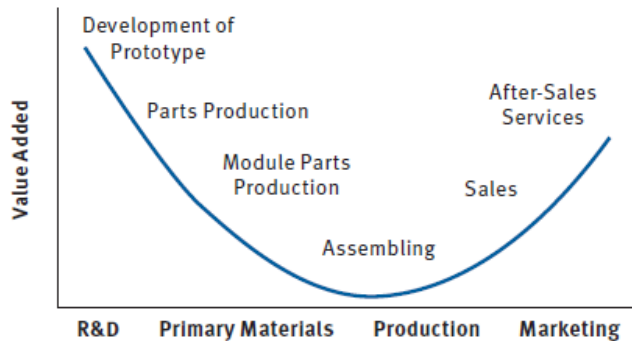 Development of
Prototype
Parts Production
Module Parts
Production
Assembling
Sales
After-Sales
Services
Value Added
R&D
Primary Materials
Production
Marketing